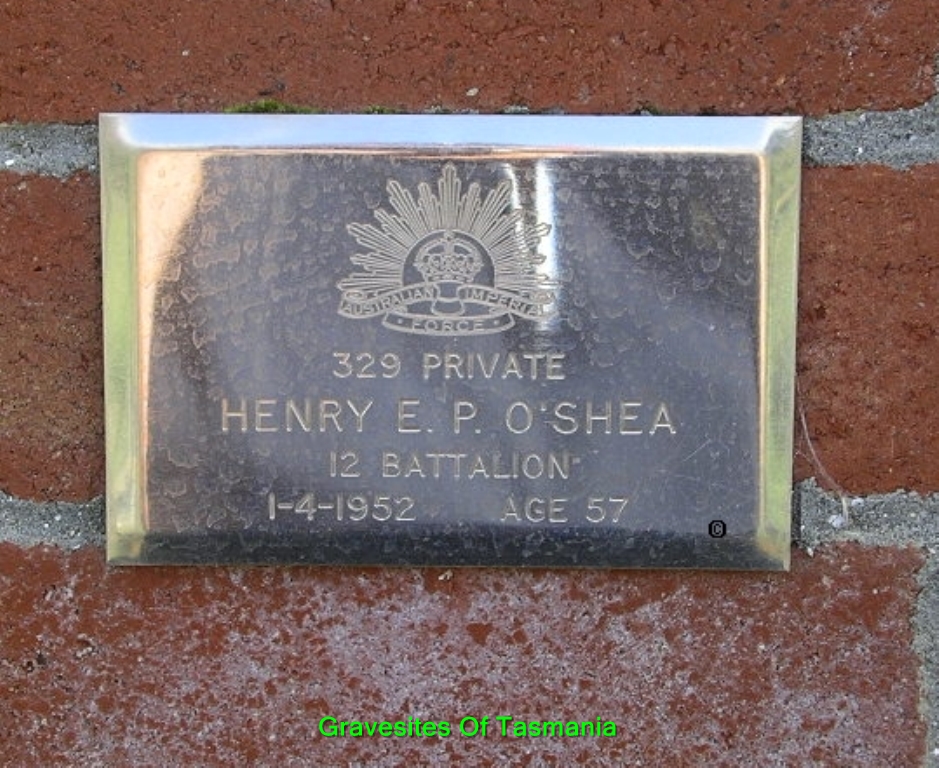 AUSTRALIAN IMPERIAL
FORCE
329 PRIVATE
HENRY E. P. O'SHEA
12 BATTALION
1-4-1952 AGE 57
©
Gravesites Of Tasmania